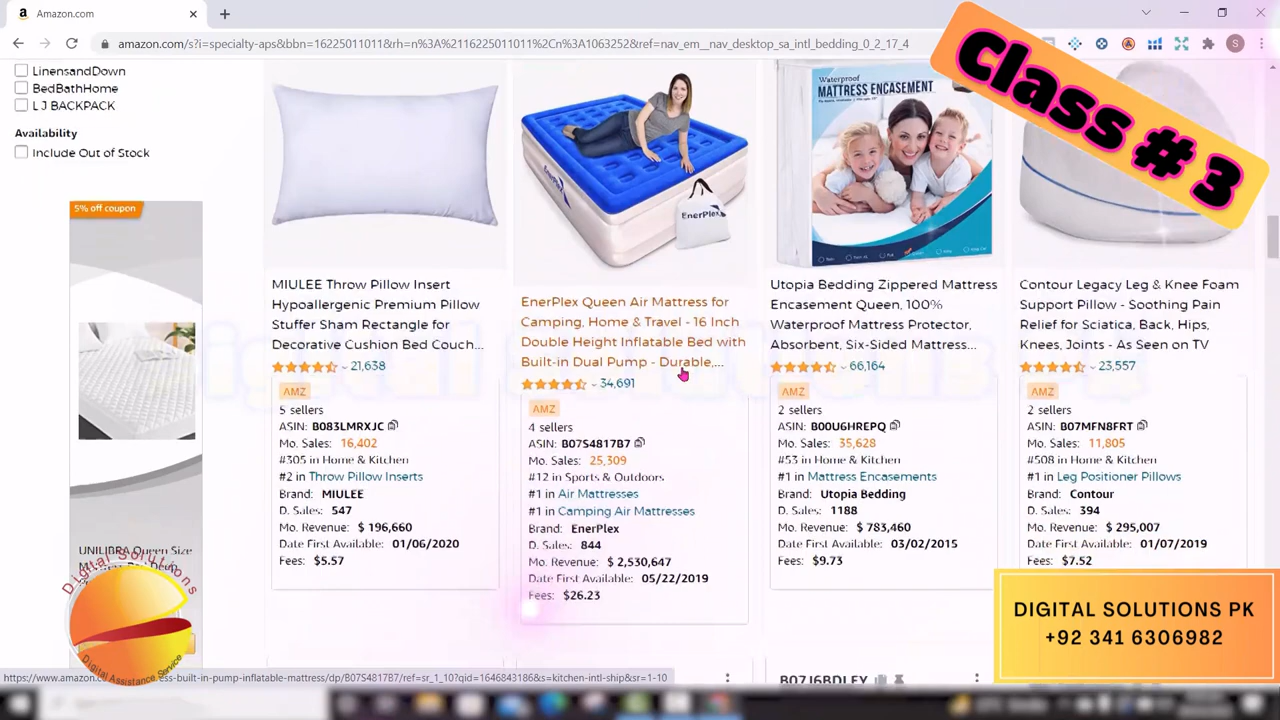 Amazon.com
amazon.com/s?i=specialty-aps&bbn=16225011011&rh=n%3A%2116635011011%2Cn%3A1063252&ref=nav_em__nav_desktop_sa_intl_bedding_0_2_17_4
S
Class # 3
LinensandDown
BedBathHome
L J BACKPACK
Availability
Include Out of Stock
5% off coupon
UNILIBRA Queen Size
EnerPlex
Waterproof
MATTRESS ENCASEMENT
MIULEE Throw Pillow Insert
Hypoallergenic Premium Pillow
Stuffer Sham Rectangle for
Decorative Cushion Bed Couch...
21,638
AMZ
5 sellers
ASIN: B083LMRXJC
Mo. Sales: 16,402
#305 in Home & Kitchen
#2 in Throw Pillow Inserts
Brand: MIULEE
D. Sales: 547
Mo. Revenue: $ 196,660
Date First Available: 01/06/2020
Fees: $5.57
EnerPlex Queen Air Mattress for
Camping, Home & Travel - 16 Inch
Double Height Inflatable Bed with
Built-in Dual Pump - Durable,...
34,691
AMZ
4 sellers
ASIN: B07S4817B7
Mo. Sales: 25,309
#12 in Sports & Outdoors
#1 in Air Mattresses
#1 in Camping Air Mattresses
Brand: EnerPlex
D. Sales: 844
Mo. Revenue: $ 2,530,647
Date First Available: 05/22/2019
Fees: $26.23
Utopia Bedding Zippered Mattress
Encasement Queen, 100%
Waterproof Mattress Protector,
Absorbent, Six-Sided Mattress...
66,164
AMZ
2 sellers
ASIN: B00U6HREPQ
Mo. Sales: 35,628
#53 in Home & Kitchen
#1 in Mattress Encasements
Brand: Utopia Bedding
D. Sales: 1188
Mo. Revenue: $ 783,460
Date First Available: 03/02/2015
Fees: $9.73
Contour Legacy Leg & Knee Foam
Support Pillow - Soothing Pain
Relief for Sciatica, Back, Hips,
Knees, Joints - As Seen on TV
23,557
AMZ
2 sellers
ASIN: B07MFN8FRT
Mo. Sales: 11,805
#508 in Home & Kitchen
#1 in Leg Positioner Pillows
Brand: Contour
D. Sales: 394
Mo. Revenue: $ 295,007
Date First Available: 01/07/2019
Fees: $7.52
Digital Solutions
Digital Assistance Service
DIGITAL SOLUTIONS PK
+92 341 6306982